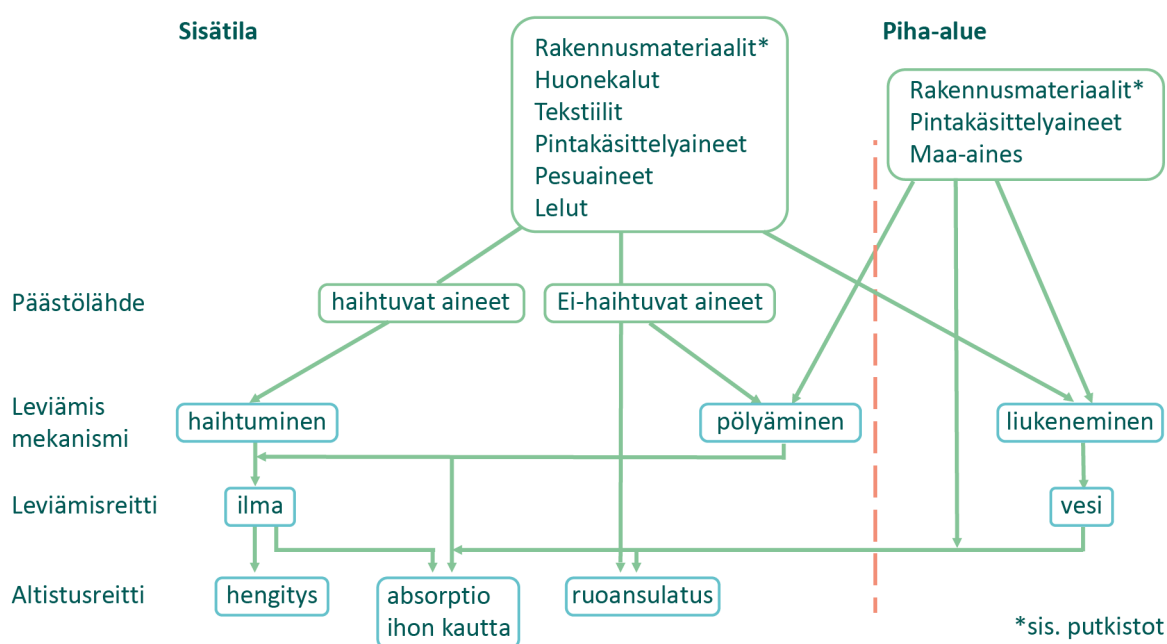 Sisätila
Piha-alue
Rakennusmateriaalit*
Huonekalut
Tekstiilit
Pintakäsittelyaineet
Pesuaineet
Lelut
Rakennusmateriaalit*
Pintakäsittelyaineet
Maa-aines
Päästölähde
haihtuvat aineet
Ei-haihtuvat aineet
Leviämis
mekanismi
haihtuminen
pölyäminen
liukeneminen
Leviämisreitti
ilma
vesi
Altistusreitti
hengitys
absorptio
ihon kautta
ruoansulatus
*sis. putkistot